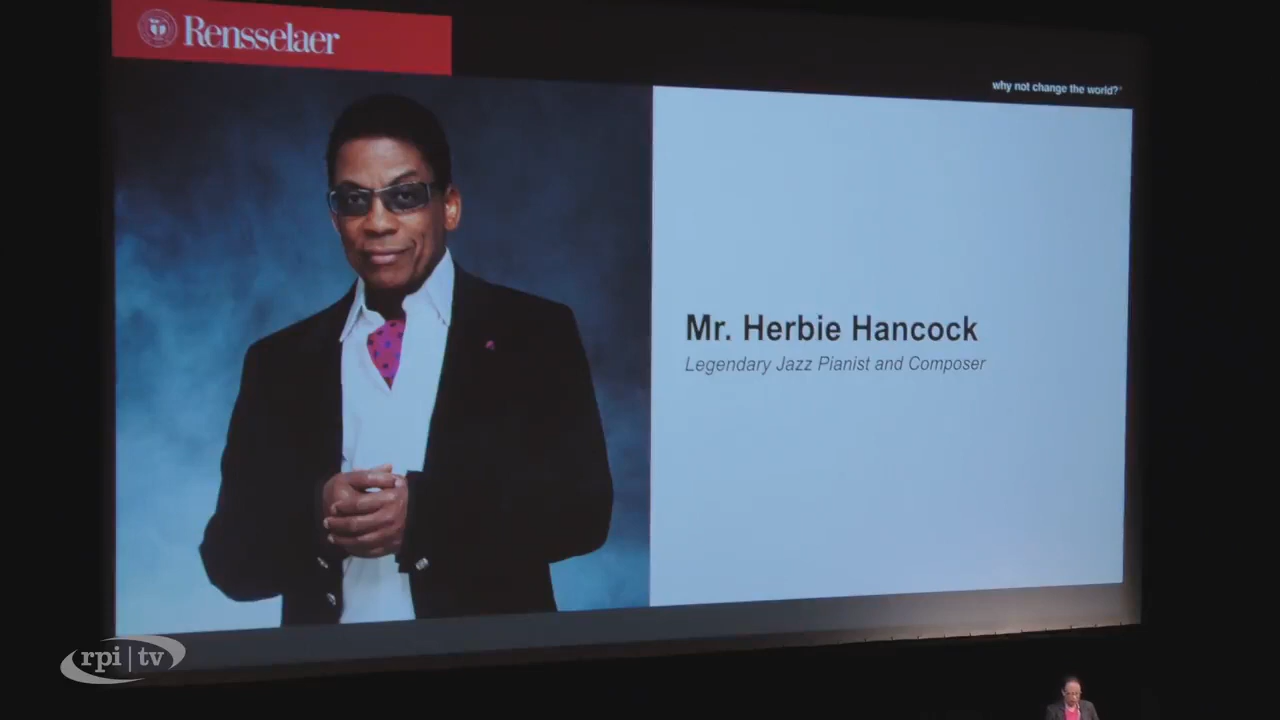 Rensselaer
why not change the world?®
Mr. Herbie Hancock
Legendary Jazz Pianist and Composer
rpi|tv